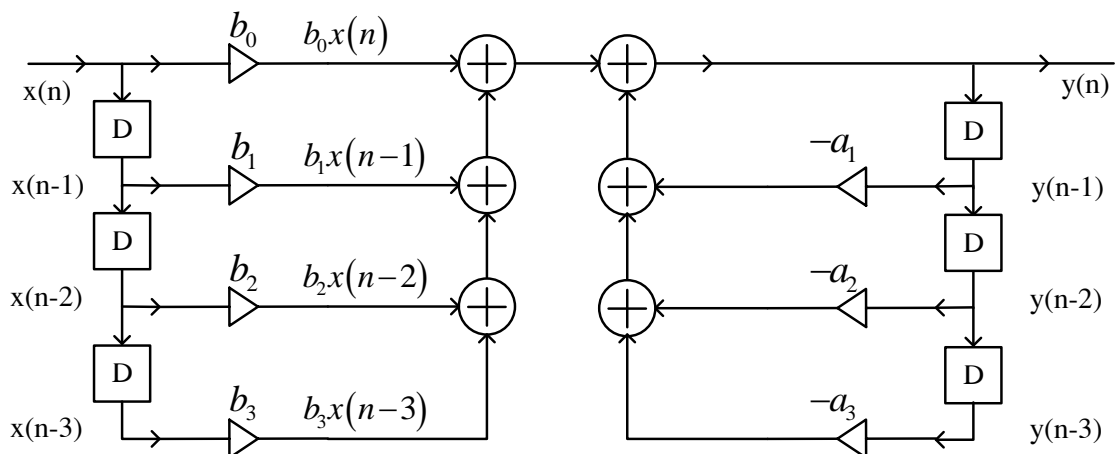 b₀ b₀x(n)
x(n) y(n)
D D
b₁ b₁x(n−1) −a₁
x(n-1) y(n-1)
D D
b₂ b₂x(n−2) −a₂
x(n-2) y(n-2)
D D
b₃ b₃x(n−3) −a₃
x(n-3) y(n-3)